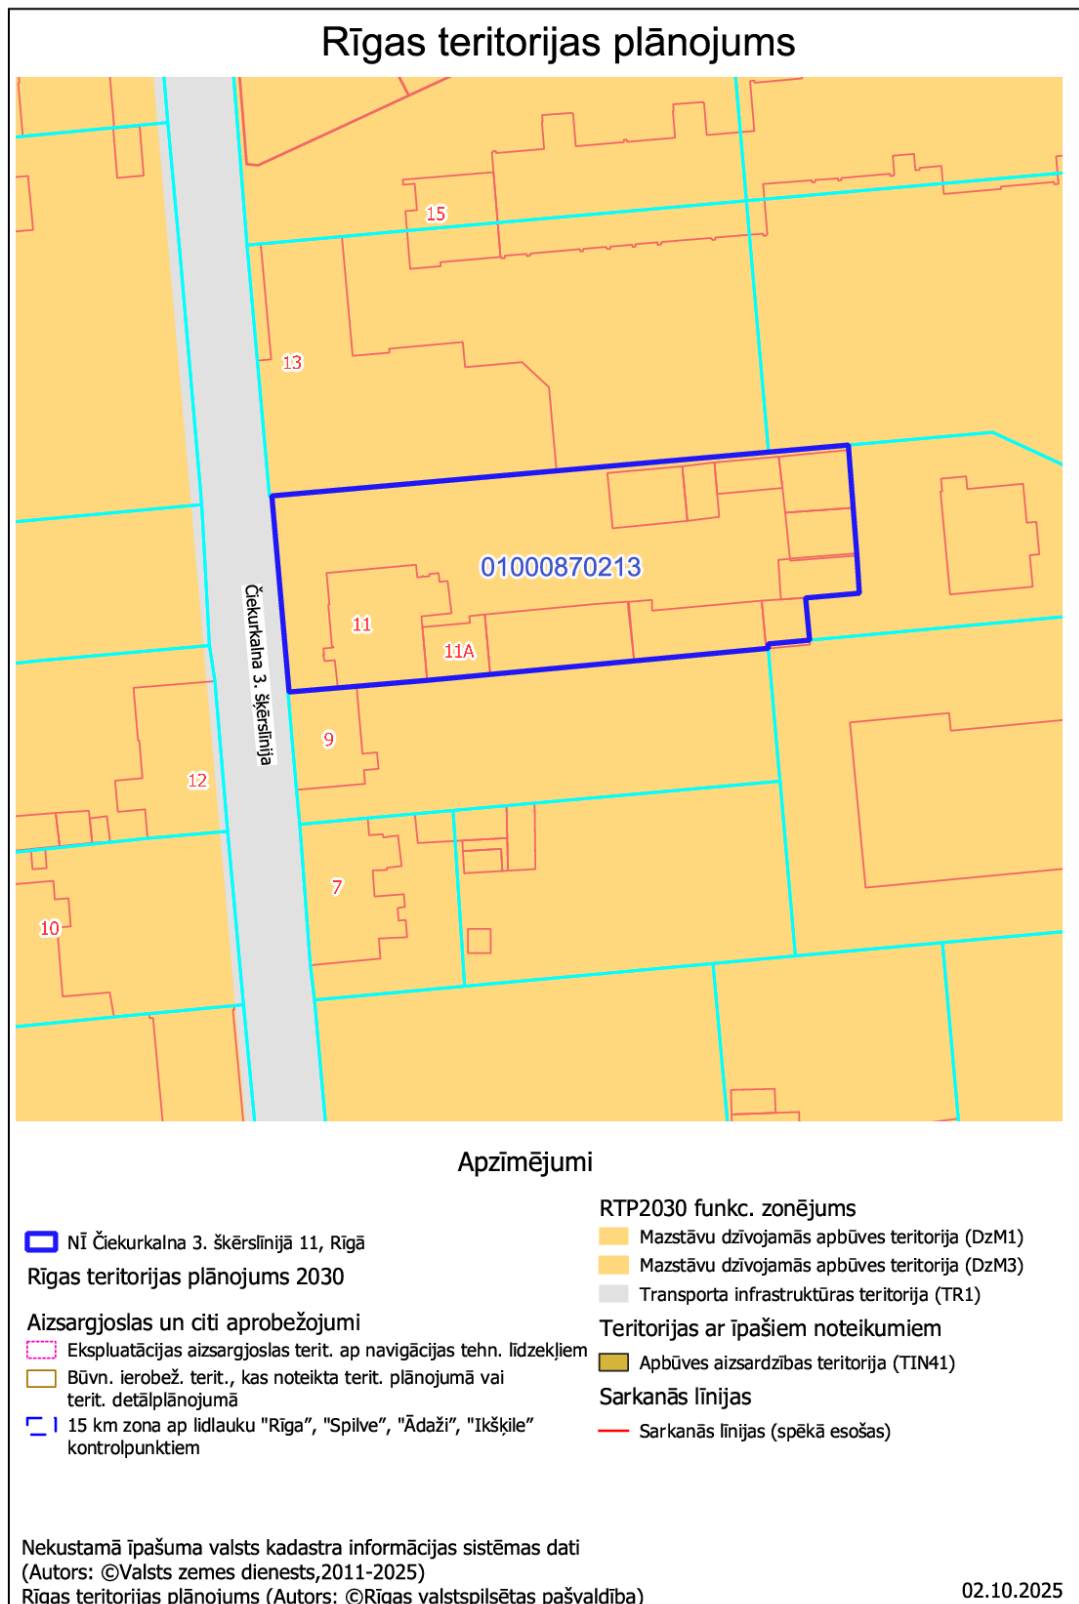 Rīgas teritorijas plānojums
15
13
01000870213
Čiekurkalna 3. šķērslīnija
11
11A
9
12
7
10
Apzīmējumi
NĪ Čiekurkalna 3. škērslīnijā 11, Rīgā
Rīgas teritorijas plānojums 2030
Aizsargjoslas un citi aprobežojumi
Ekspluatācijas aizsargjoslas terit. ap navigācijas tehn. līdzekļiem
Būvn. ierobež. terit., kas noteikta terit. plānojumā vai
terit. detālplānojumā
15 km zona ap lidlauku "Rīga", "Spilve", "Ādaži", "Ikšķile"
kontrolpunktiem
RTP2030 funkc. zonējums
Mazstāvu dzīvojamās apbūves teritorija (DzM1)
Mazstāvu dzīvojamās apbūves teritorija (DzM3)
Transporta infrastruktūras teritorija (TR1)
Teritorijas ar īpašiem noteikumiem
Apbūves aizsardzības teritorija (TIN41)
Sarkanās līnijas
Sarkanās līnijas (spēkā esošas)
Nekustamā īpašuma valsts kadastra informācijas sistēmas dati
(Autors: ©Valsts zemes dienests,2011-2025)
Rīgas teritorijas plānojums (Autors: ©Rīgas valstspilsētas pašvaldība)
02.10.2025